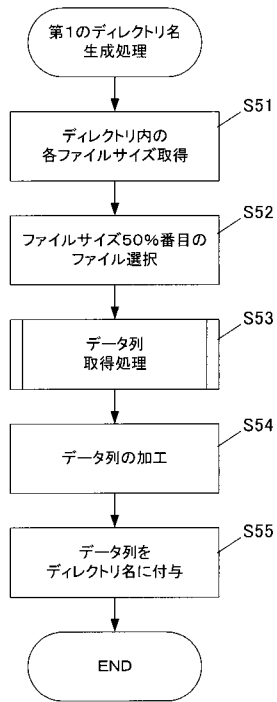 第1のディレクトリ名
生成処理
S51
ディレクトリ内の
各ファイルサイズ取得
S52
ファイルサイズ50%番目の
ファイル選択
S53
データ列
取得処理
S54
データ列の加工
S55
データ列を
ディレクトリ名に付与
END